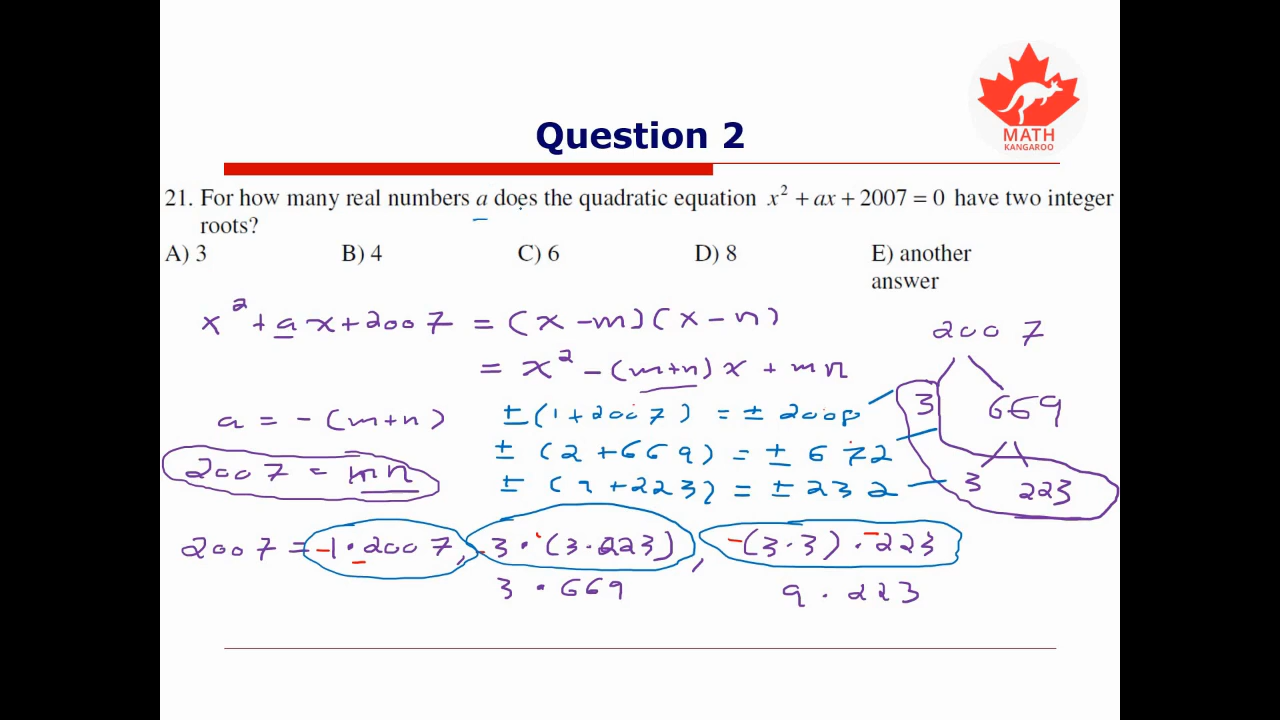 MATH
KANGAROO
Question 2
21. For how many real numbers a does the quadratic equation x² + ax + 2007 = 0 have two integer
roots?
A) 3 B) 4 C) 6 D) 8 E) another
answer
x² + ax + 2007 = (x - m)(x - n)
= x² - (m+n)x + mn
2007
3 669
3 223
a = -(m+n)
2007 = mn
±(1+2007) = ±2008
±(2+669) = ±672
±(9+223) = ±232
2007 = -1·2007, -3·(3·223), -(3·3)·-223
3·669 9·223